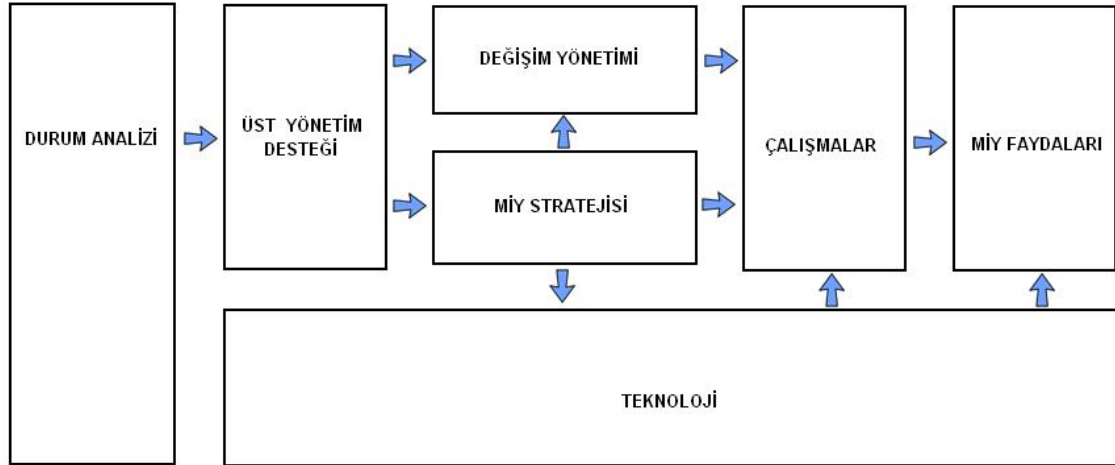 DURUM ANALİZİ
ÜST YÖNETİM
DESTEĞİ
DEĞİŞİM YÖNETİMİ
MİY STRATEJİSİ
ÇALIŞMALAR
MİY FAYDALARI
TEKNOLOJİ